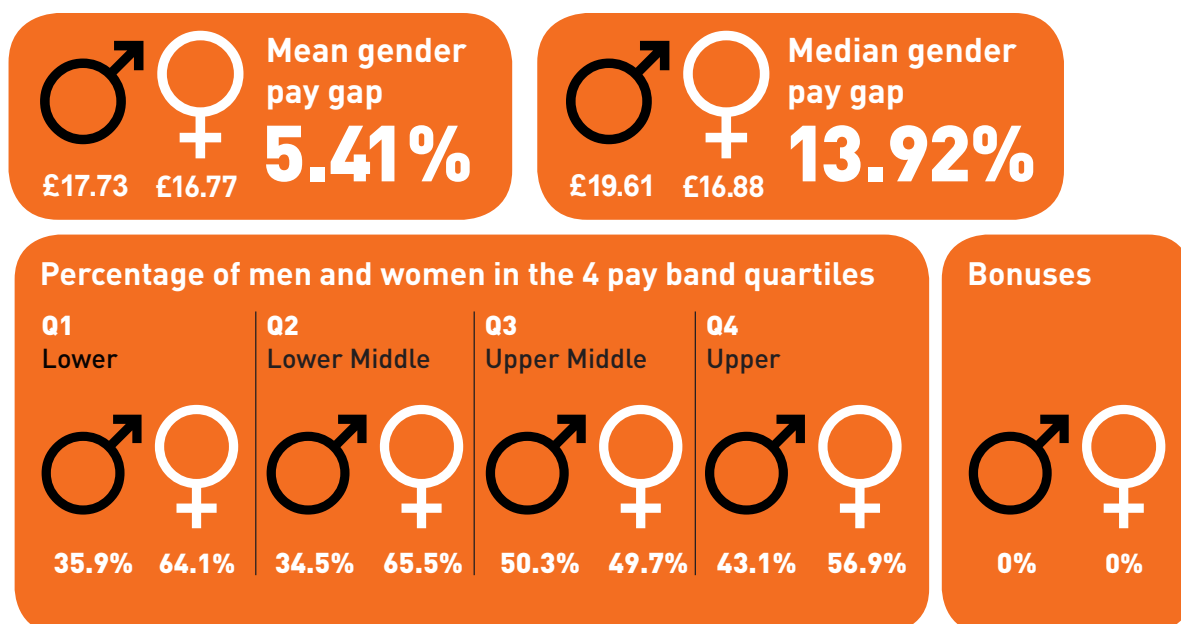 Mean gender
pay gap
5.41%
£17.73 £16.77
Median gender
pay gap
13.92%
£19.61 £16.88
Percentage of men and women in the 4 pay band quartiles
Q1
Lower
35.9% 64.1%
Q2
Lower Middle
34.5% 65.5%
Q3
Upper Middle
50.3% 49.7%
Q4
Upper
43.1% 56.9%
Bonuses
0% 0%